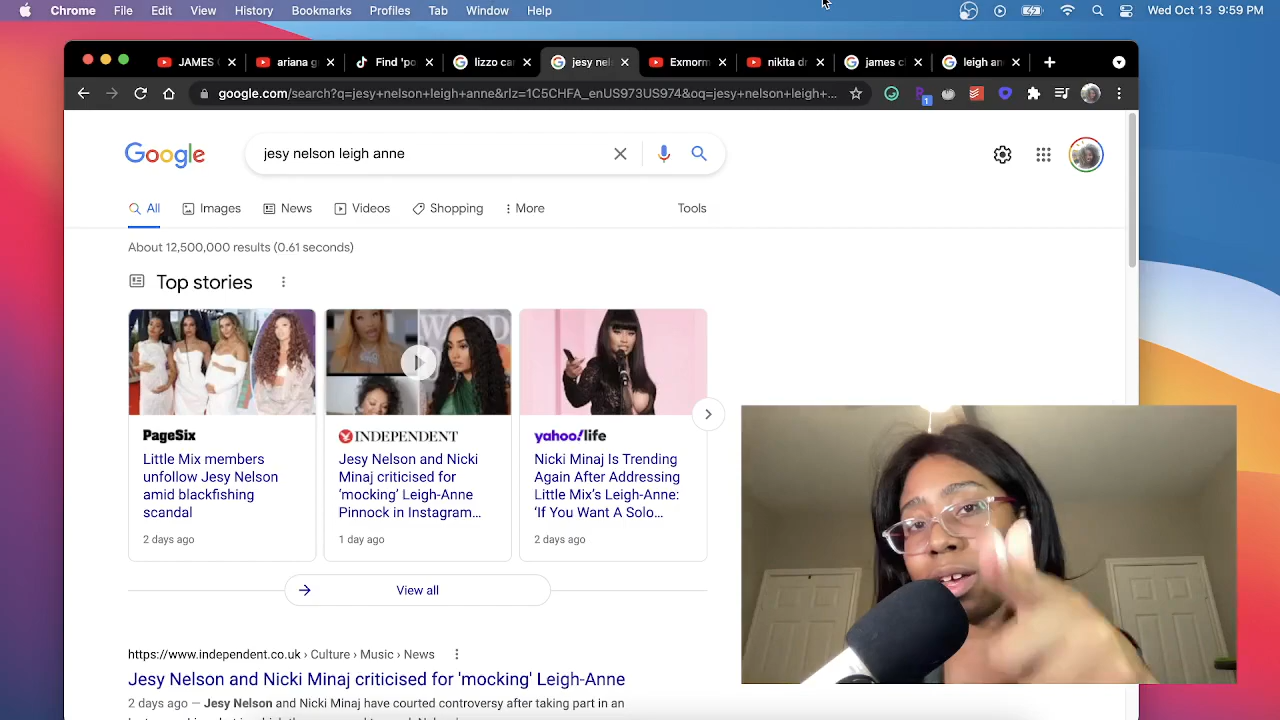 Chrome File Edit View History Bookmarks Profiles Tab Window Help Wed Oct 13 9:59 PM
JAMES ariana g Find 'po lizzo car jesy nel Exmorm nikita dr james c leigh an
google.com/search?q=jesy+nelson+leigh+anne&rlz=1C5CHFA_enUS973US974&oq=jesy+nelson+leigh+...
1
Google
jesy nelson leigh anne
All Images News Videos Shopping More Tools
About 12,500,000 results (0.61 seconds)
Top stories
PageSix
Little Mix members
unfollow Jesy Nelson
amid blackfishing
scandal
2 days ago
INDEPENDENT
Jesy Nelson and Nicki
Minaj criticised for
'mocking' Leigh-Anne
Pinnock in Instagram...
1 day ago
yahoo!life
Nicki Minaj Is Trending
Again After Addressing
Little Mix's Leigh-Anne:
'If You Want A Solo...
2 days ago
View all
https://www.independent.co.uk › Culture › Music › News
Jesy Nelson and Nicki Minaj criticised for 'mocking' Leigh-Anne
2 days ago — Jesy Nelson and Nicki Minaj have courted controversy after taking part in an